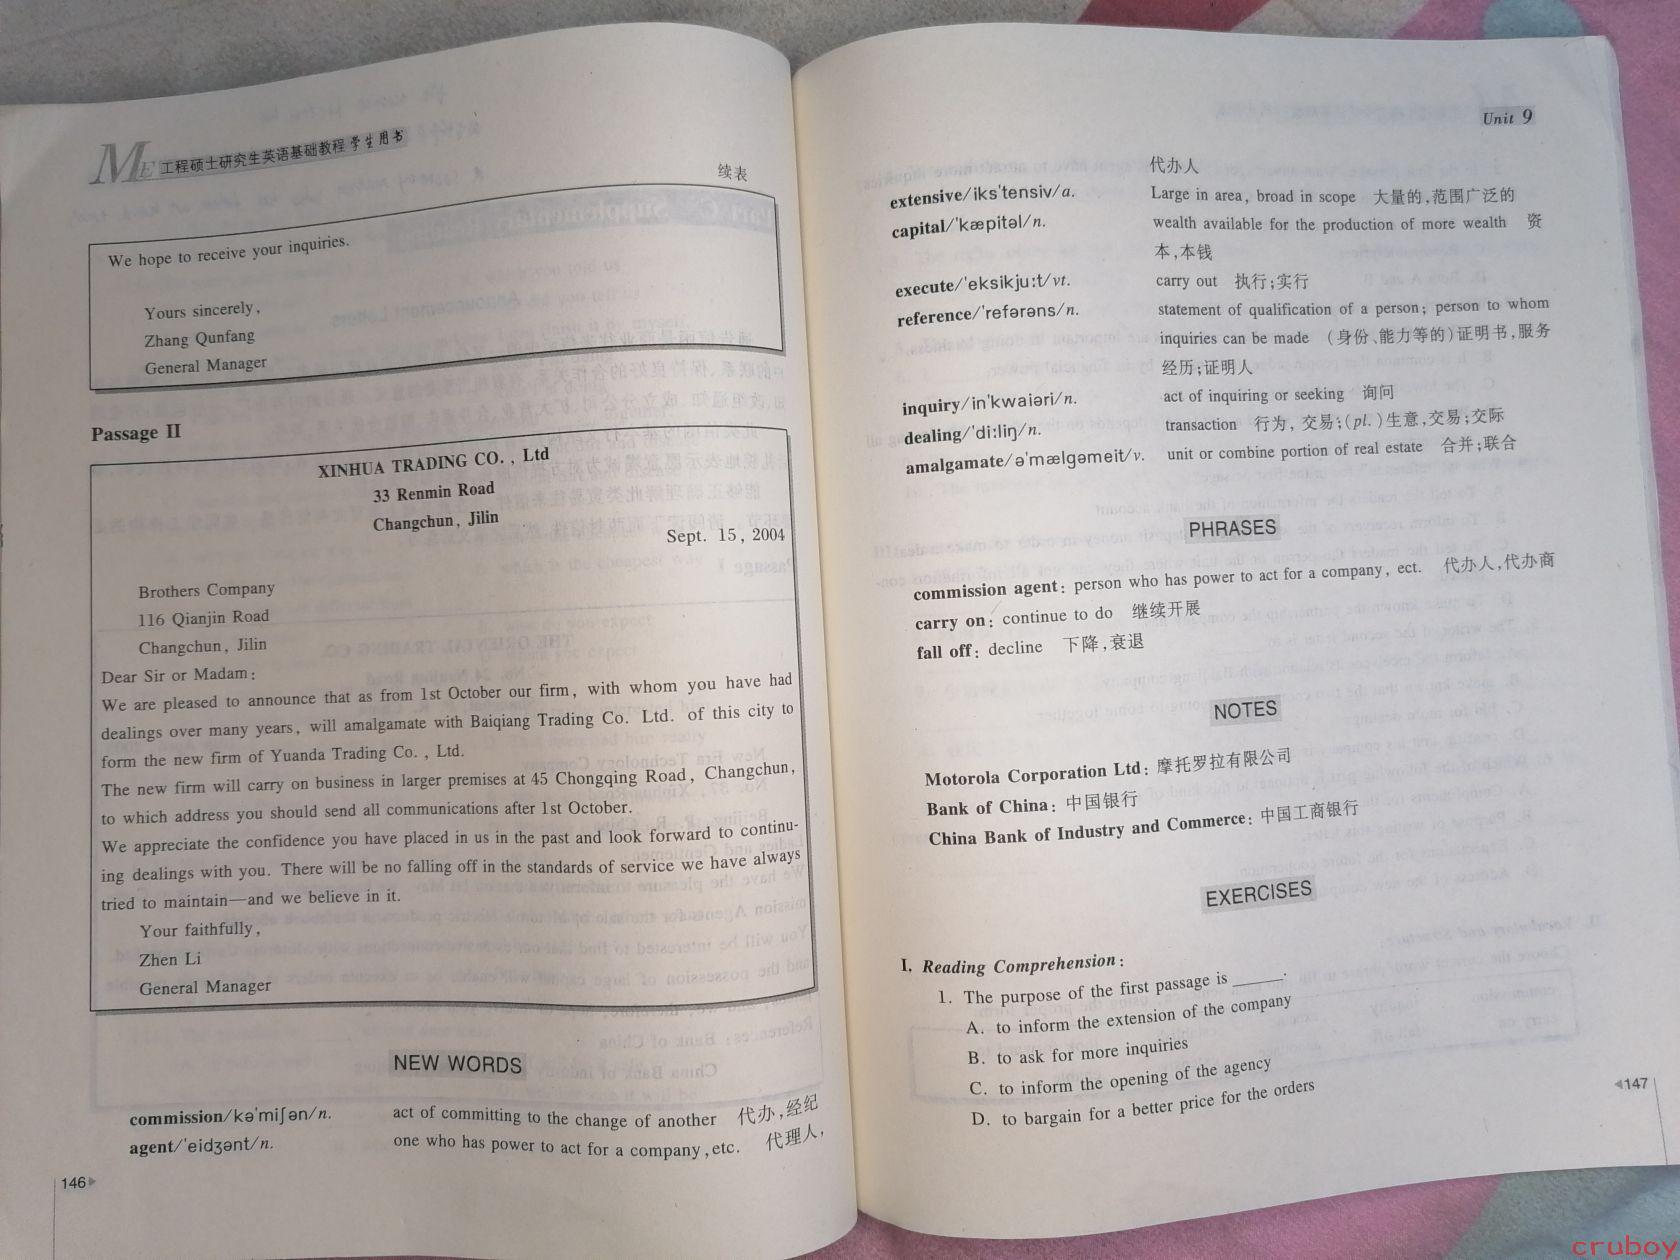 ME 工程硕士研究生英语基础教程 学生用书
续表
We hope to receive your inquiries.
Yours sincerely,
Zhang Qunfang
General Manager
Passage II
XINHUA TRADING CO., Ltd
33 Renmin Road
Changchun, Jilin
Sept. 15, 2004
Brothers Company
116 Qianjin Road
Changchun, Jilin
Dear Sir or Madam:
We are pleased to announce that as from 1st October our firm, with whom you have had
dealings over many years, will amalgamate with Baiqiang Trading Co. Ltd. of this city to
form the new firm of Yuanda Trading Co., Ltd.
The new firm will carry on business in larger premises at 45 Chongqing Road, Changchun,
to which address you should send all communications after 1st October.
We appreciate the confidence you have placed in us in the past and look forward to continu-
ing dealings with you. There will be no falling off in the standards of service we have always
tried to maintain—and we believe in it.
Your faithfully,
Zhen Li
General Manager
NEW WORDS
commission/kə'miʃən/n. act of committing to the change of another 代办,经纪
agent/'eidʒənt/n. one who has power to act for a company,etc. 代理人,
146
Unit 9
代办人
extensive/iks'tensiv/a. Large in area, broad in scope 大量的,范围广泛的
capital/'kæpitəl/n. wealth available for the production of more wealth 资
本,本钱
execute/'eksikju:t/vt. carry out 执行;实行
reference/'refərəns/n. statement of qualification of a person; person to whom
inquiries can be made (身份、能力等的)证明书,服务
经历;证明人
inquiry/in'kwaiəri/n. act of inquiring or seeking 询问
dealing/'di:liŋ/n. transaction 行为, 交易;(pl.)生意,交易;交际
amalgamate/ə'mælgəmeit/v. unit or combine portion of real estate 合并;联合
PHRASES
commission agent: person who has power to act for a company, ect. 代办人,代办商
carry on: continue to do 继续开展
fall off: decline 下降,衰退
NOTES
Motorola Corporation Ltd: 摩托罗拉有限公司
Bank of China: 中国银行
China Bank of Industry and Commerce: 中国工商银行
EXERCISES
I. Reading Comprehension:
1. The purpose of the first passage is ______.
A. to inform the extension of the company
B. to ask for more inquiries
C. to inform the opening of the agency
D. to bargain for a better price for the orders
147
cruboy